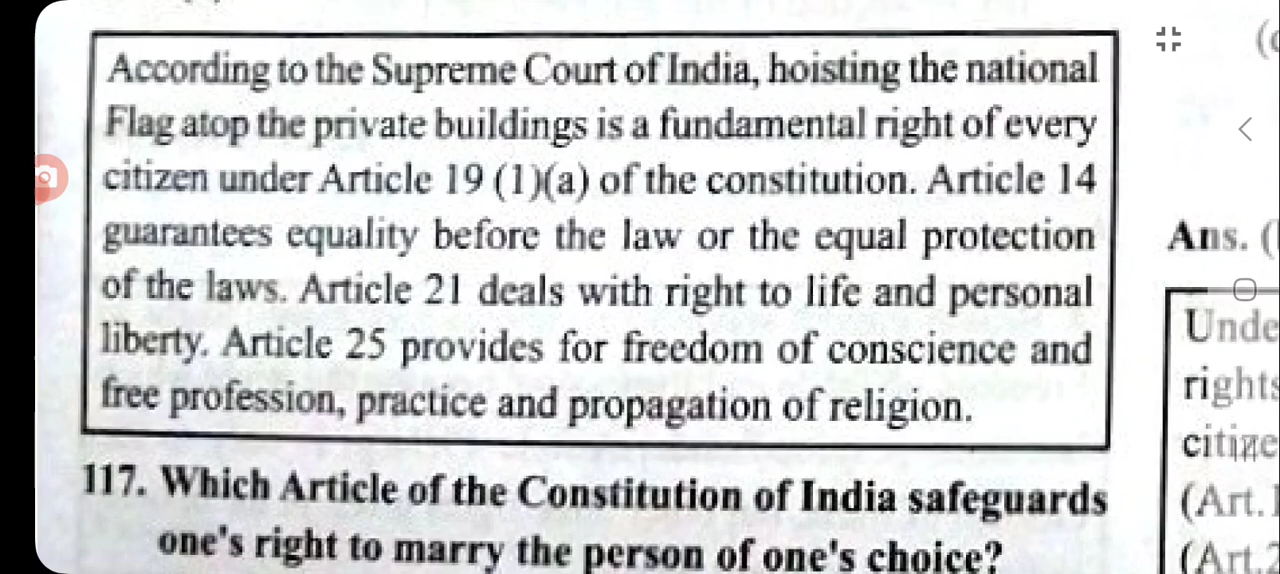 According to the Supreme Court of India, hoisting the national
Flag atop the private buildings is a fundamental right of every
citizen under Article 19 (1)(a) of the constitution. Article 14
guarantees equality before the law or the equal protection
of the laws. Article 21 deals with right to life and personal
liberty. Article 25 provides for freedom of conscience and
free profession, practice and propagation of religion.
117. Which Article of the Constitution of India safeguards
one's right to marry the person of one's choice?
Ans. (
Unde
rights
citize
(Art.
(Art.2